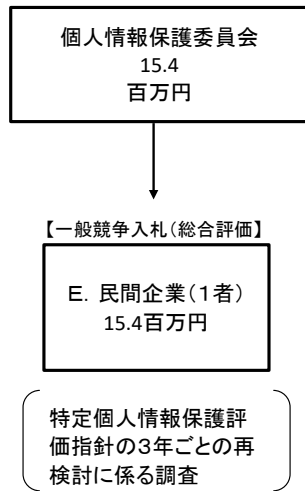 個人情報保護委員会
15.4
百万円
【一般競争入札（総合評価】
E. 民間企業（１者）
15.4百万円
特定個人情報保護評
価指針の３年ごとの再
検討に係る調査